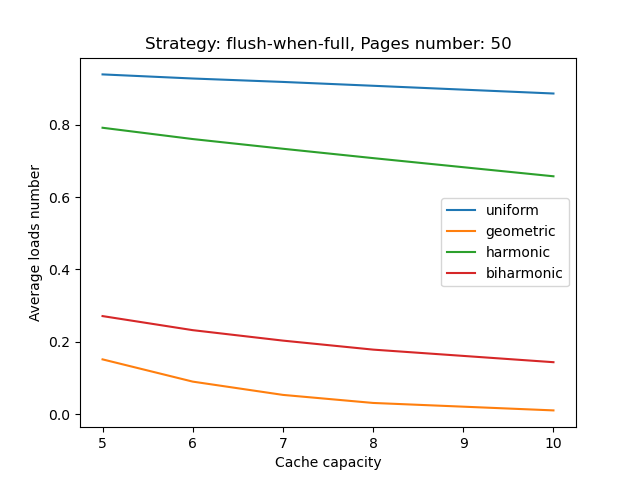 Strategy: flush-when-full, Pages number: 50
Average loads number
0.8
0.6
0.4
0.2
0.0
uniform
geometric
harmonic
biharmonic
5 6 7 8 9 10
Cache capacity